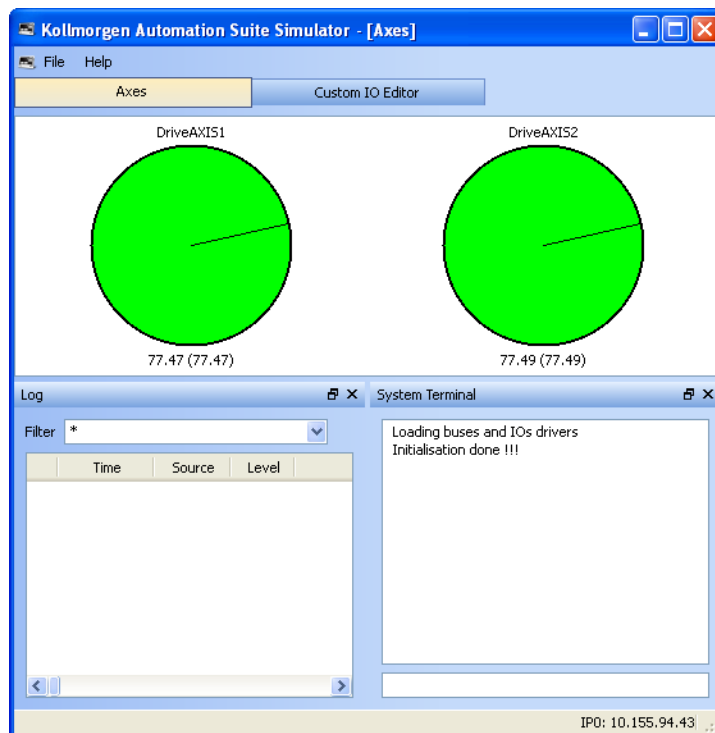 Kollmorgen Automation Suite Simulator - [Axes]
File Help
Axes Custom IO Editor
DriveAXIS1 DriveAXIS2
77.47 (77.47) 77.49 (77.49)
Log
Filter *
Time Source Level
System Terminal
Loading buses and IOs drivers
Initialisation done !!!
IP0: 10.155.94.43